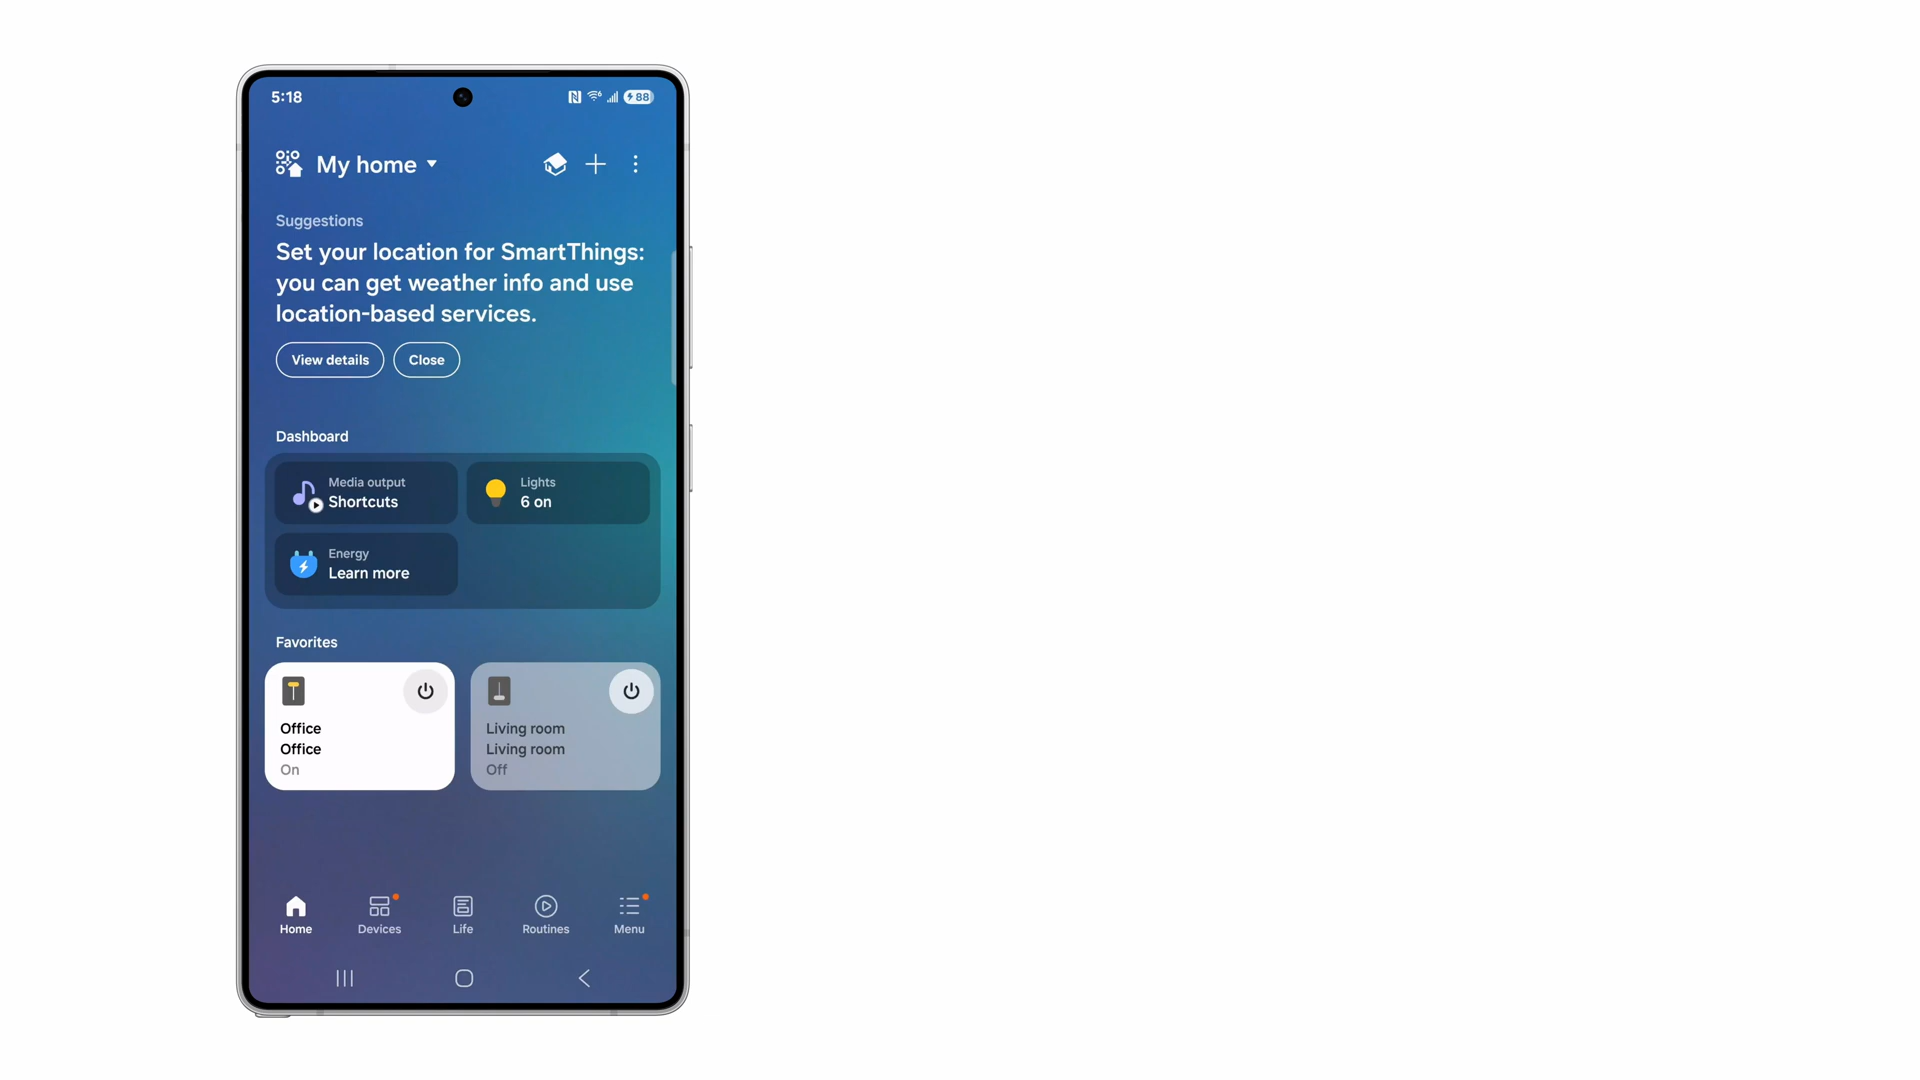 5:18
88
My home
Suggestions
Set your location for SmartThings:
you can get weather info and use
location-based services.
View details
Close
Dashboard
Media output
Shortcuts
Lights
6 on
Energy
Learn more
Favorites
Office
Office
On
Living room
Living room
Off
Home
Devices
Life
Routines
Menu